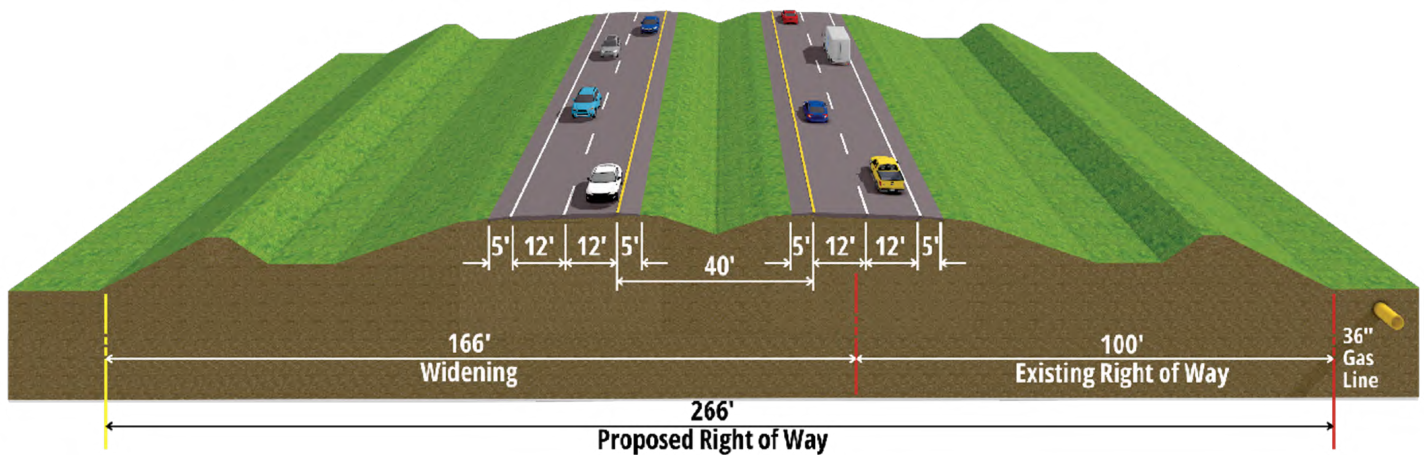 5' 12' 12' 5' 5' 12' 12' 5'
40'
166'
Widening
100'
Existing Right of Way
36"
Gas
Line
266'
Proposed Right of Way